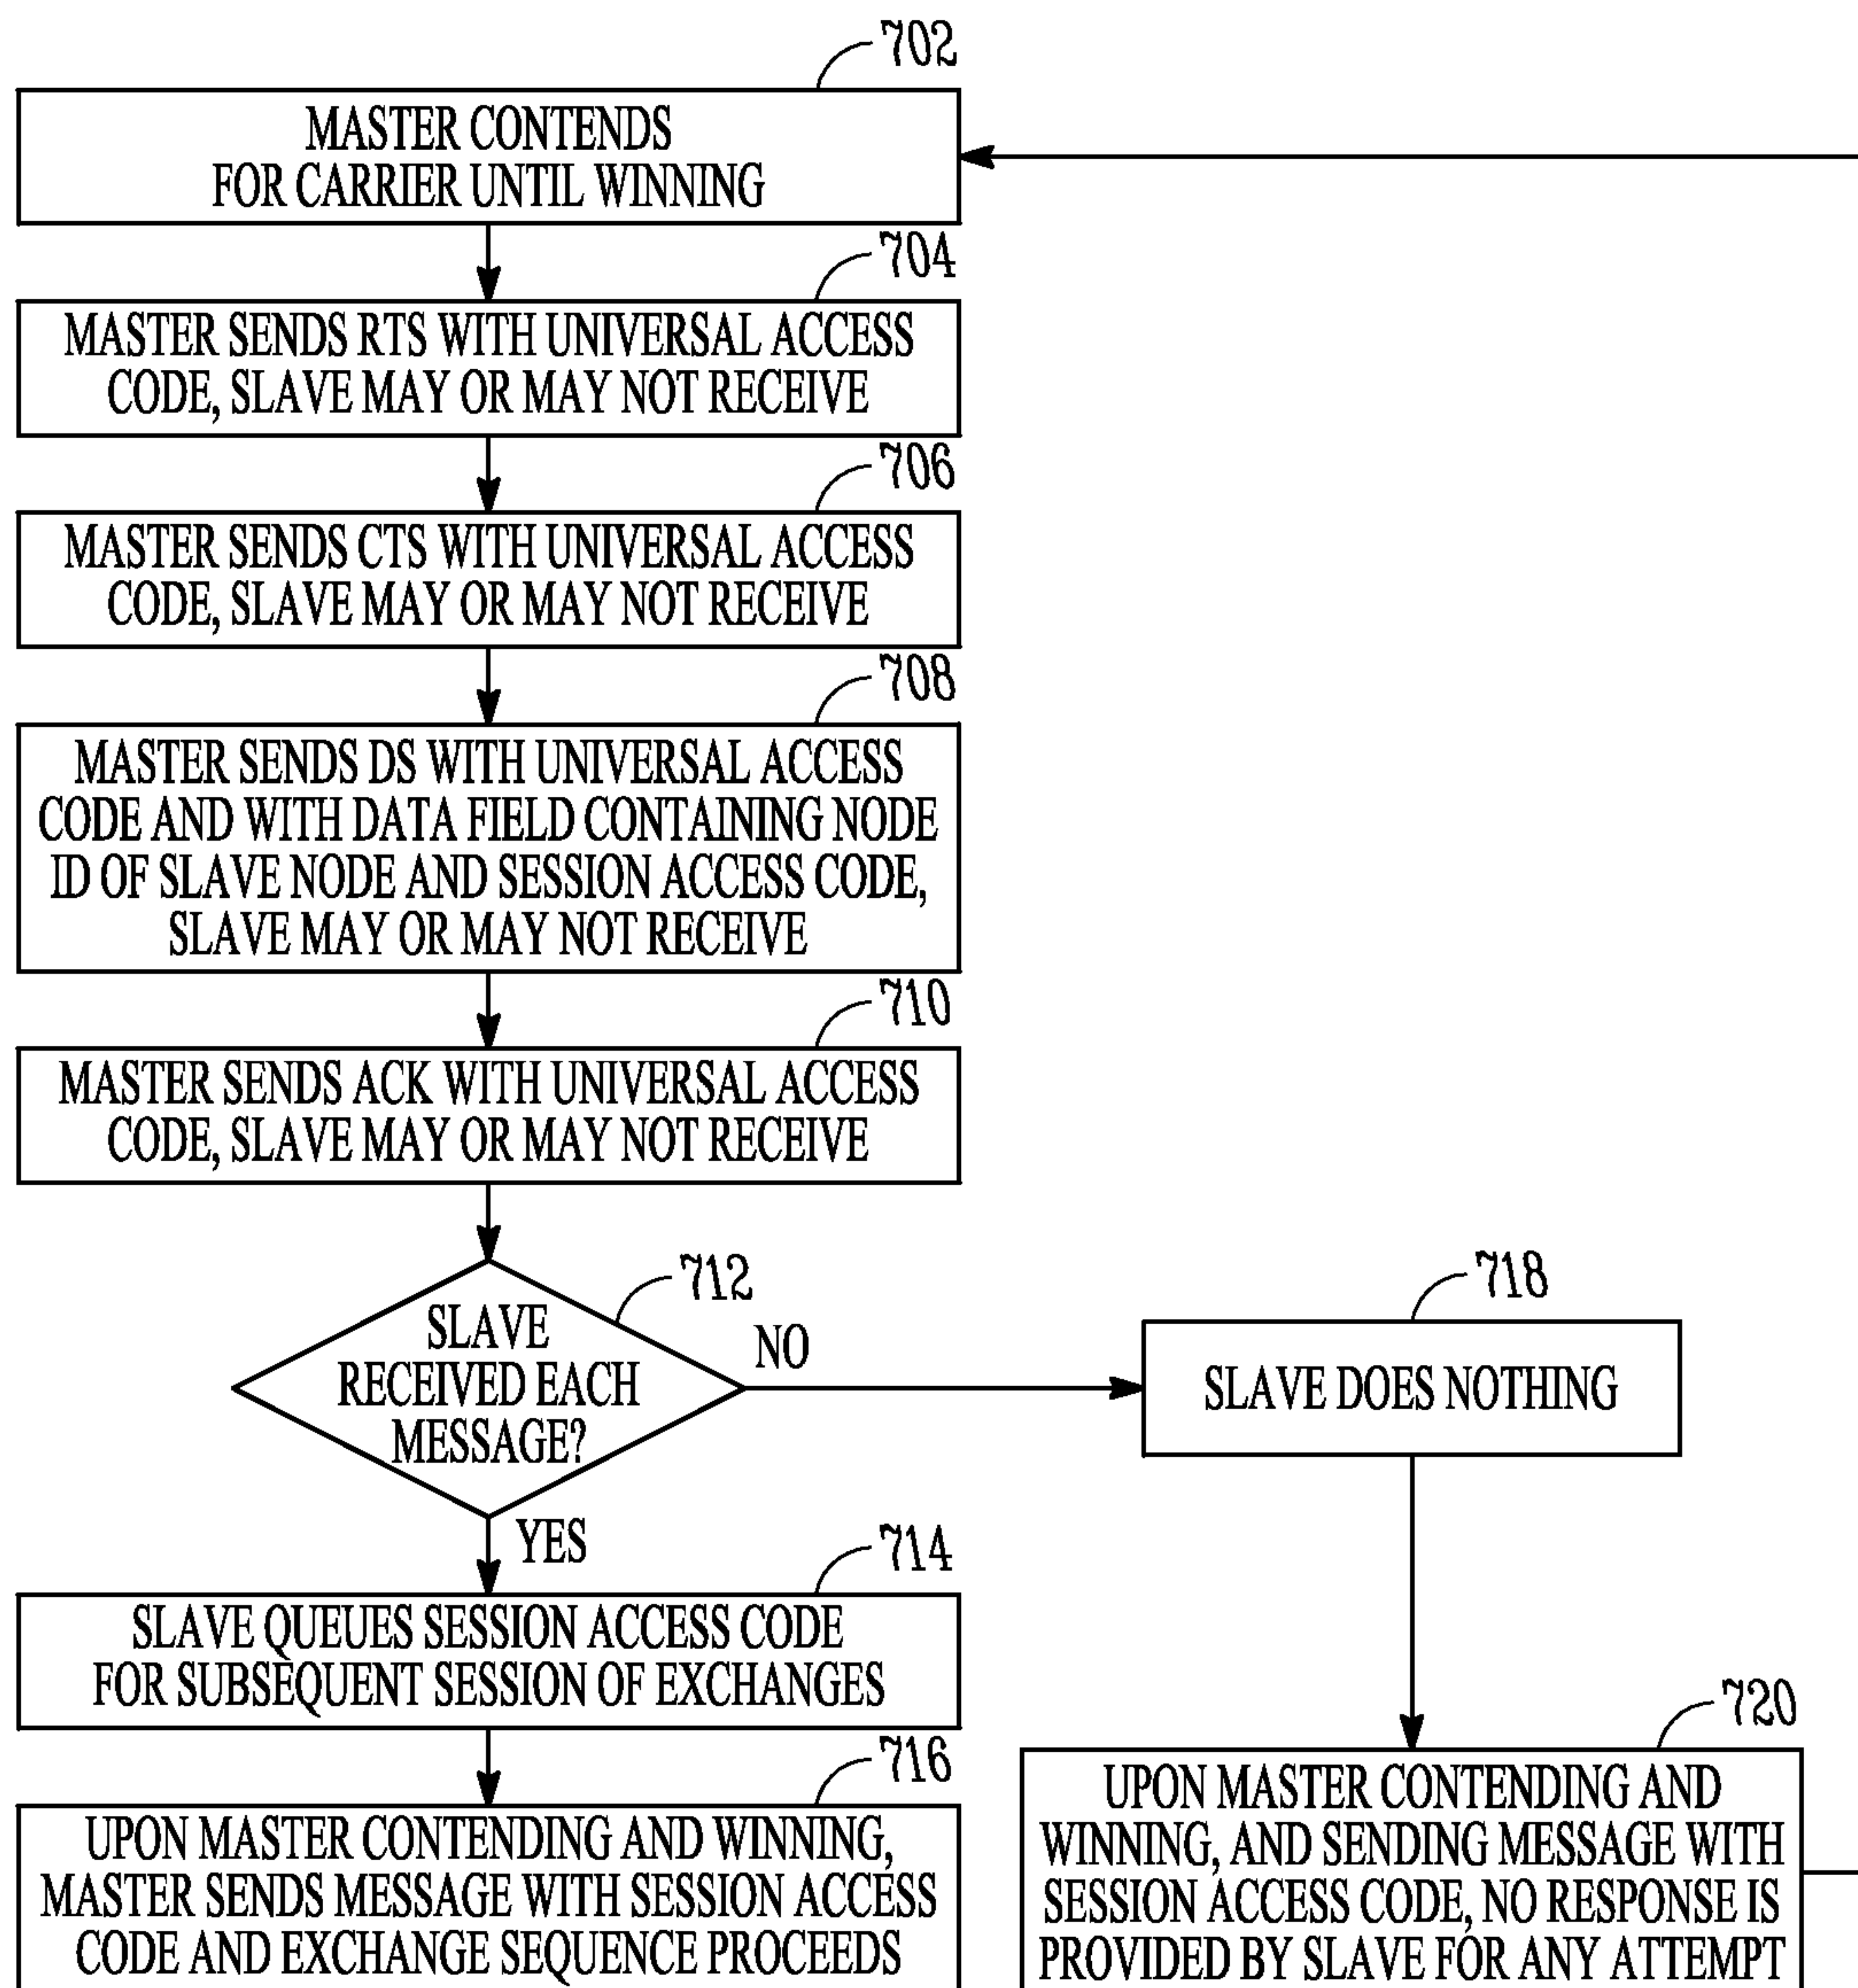 702
MASTER CONTENDS
FOR CARRIER UNTIL WINNING
704
MASTER SENDS RTS WITH UNIVERSAL ACCESS
CODE, SLAVE MAY OR MAY NOT RECEIVE
706
MASTER SENDS CTS WITH UNIVERSAL ACCESS
CODE, SLAVE MAY OR MAY NOT RECEIVE
708
MASTER SENDS DS WITH UNIVERSAL ACCESS
CODE AND WITH DATA FIELD CONTAINING NODE
ID OF SLAVE NODE AND SESSION ACCESS CODE,
SLAVE MAY OR MAY NOT RECEIVE
710
MASTER SENDS ACK WITH UNIVERSAL ACCESS
CODE, SLAVE MAY OR MAY NOT RECEIVE
712
SLAVE
RECEIVED EACH
MESSAGE?
NO
718
SLAVE DOES NOTHING
YES
714
SLAVE QUEUES SESSION ACCESS CODE
FOR SUBSEQUENT SESSION OF EXCHANGES
716
UPON MASTER CONTENDING AND WINNING,
MASTER SENDS MESSAGE WITH SESSION ACCESS
CODE AND EXCHANGE SEQUENCE PROCEEDS
720
UPON MASTER CONTENDING AND
WINNING, AND SENDING MESSAGE WITH
SESSION ACCESS CODE, NO RESPONSE IS
PROVIDED BY SLAVE FOR ANY ATTEMPT